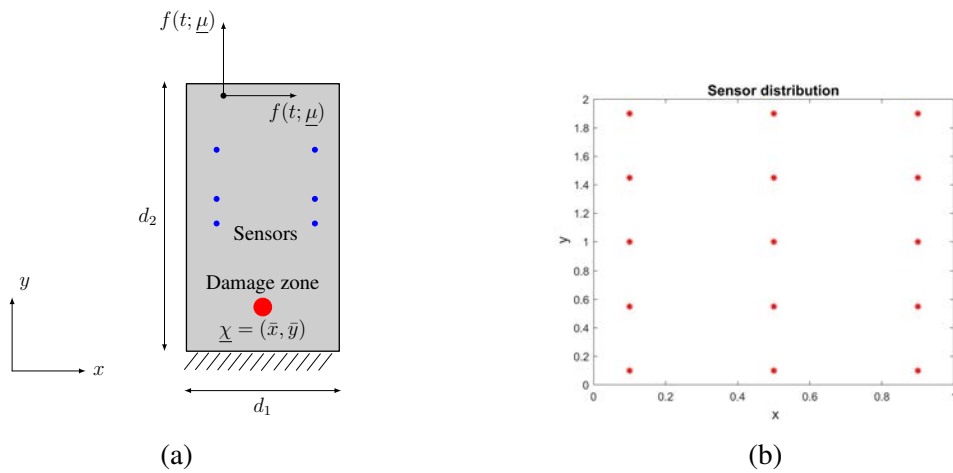 f(t; μ)
f(t; μ)
d₂
Sensors
Damage zone
χ = (x̄, ȳ)
y
x
d₁
(a)
Sensor distribution
2
1.8
1.6
1.4
1.2
1
0.8
0.6
0.4
0.2
0
y
0 0.2 0.4 0.6 0.8 1
x
(b)